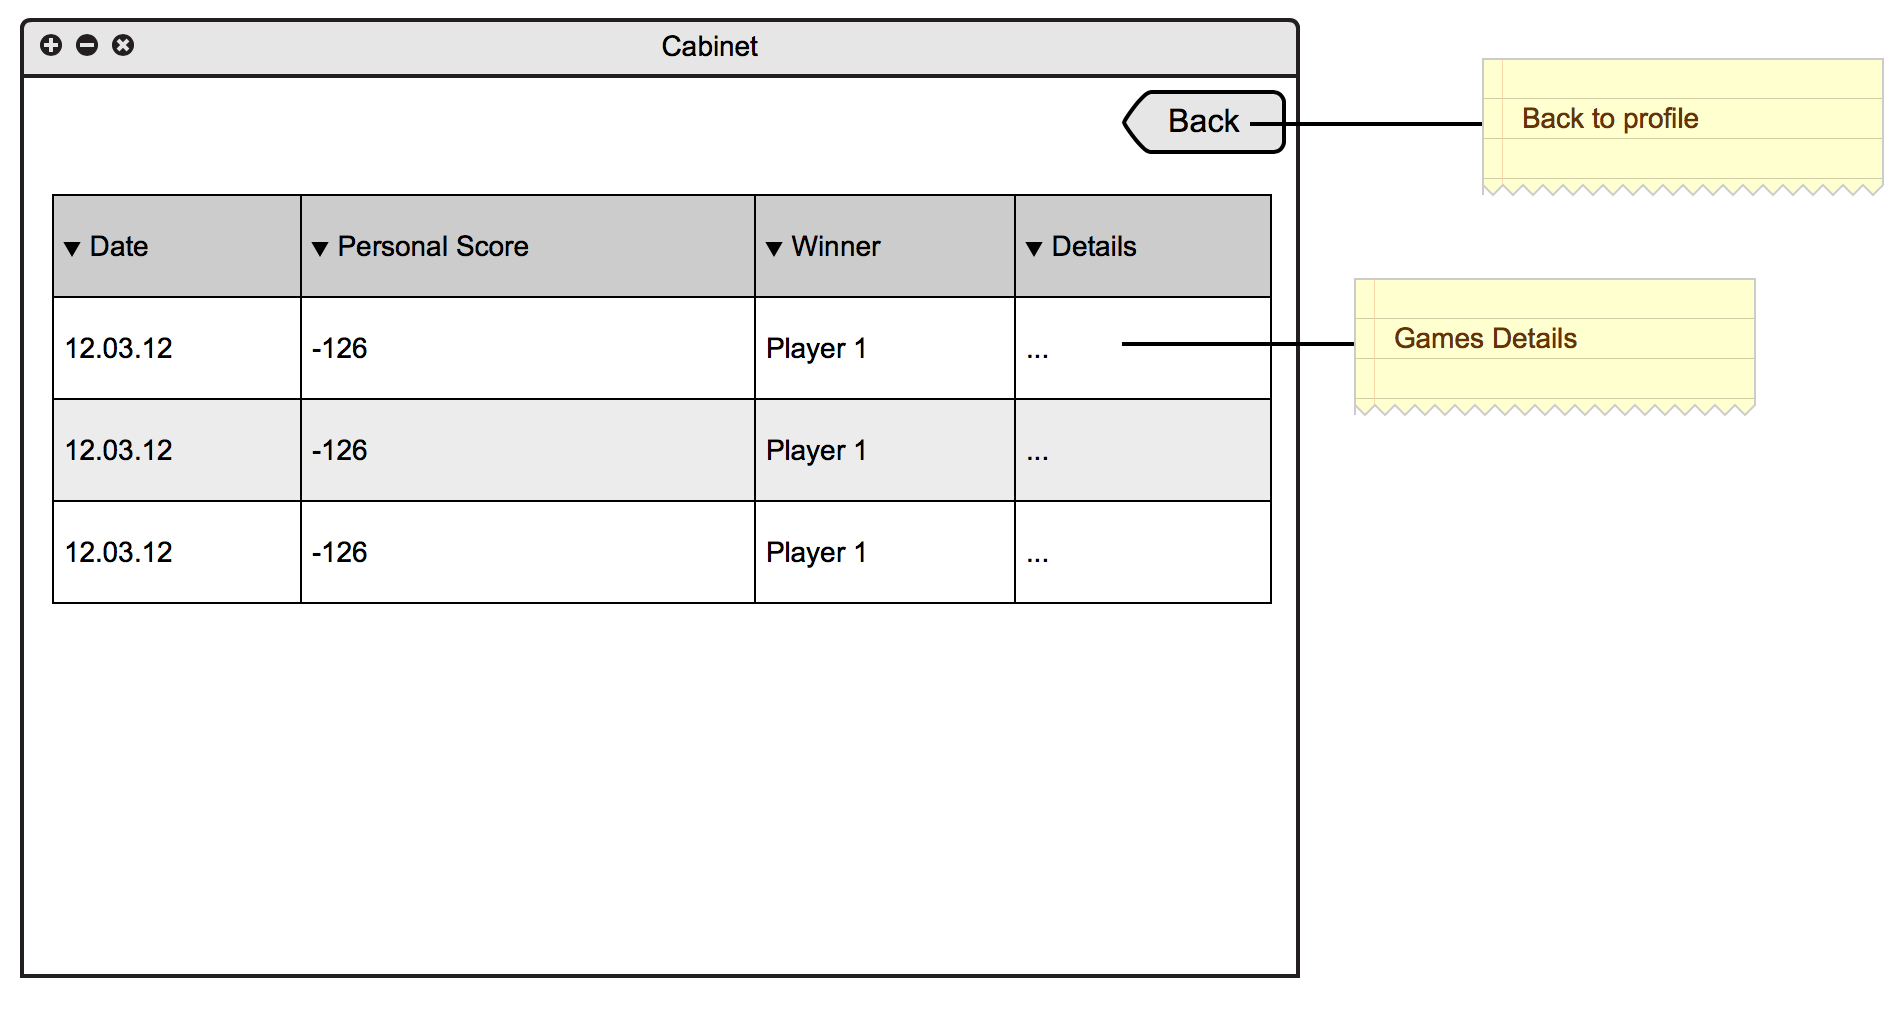 Cabinet
Back
Back to profile
Date Personal Score Winner Details
12.03.12 -126 Player 1 ...
Games Details
12.03.12 -126 Player 1 ...
12.03.12 -126 Player 1 ...